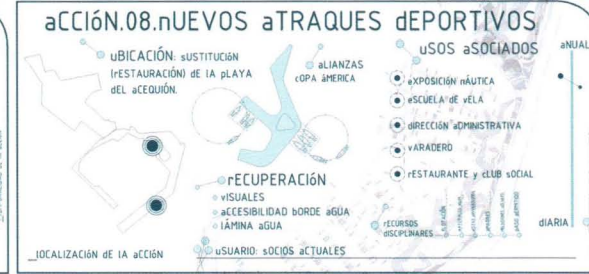 aCCIÓN.08.nUEVOS aTRAQUES dEPORTIVOS
uBICACIÓN: sUSTITUCIÓN
(rESTAURACIÓN) DE lA pLAYA
DEL aCEQUIÓN.
aLIANZAS
cOPA áMERICA
rECUPERACIÓN
vISUALES
aCCESIBILIDAD bORDE aGUA
lÁMINA aGUA
uSUARIO: sOCIOS aCTUALES
_lOCALIZACIÓN dE lA aCCIÓN
uSOS aSOCIADOS
eXPOSICIÓN nÁUTICA
eSCUELA dE vELA
dIRECCIÓN aDMINISTRATIVA
vARADERO
rESTAURANTE y cLUB sOCIAL
rECURSOS
dISCIPLINARES
aNUAL
dIARIA